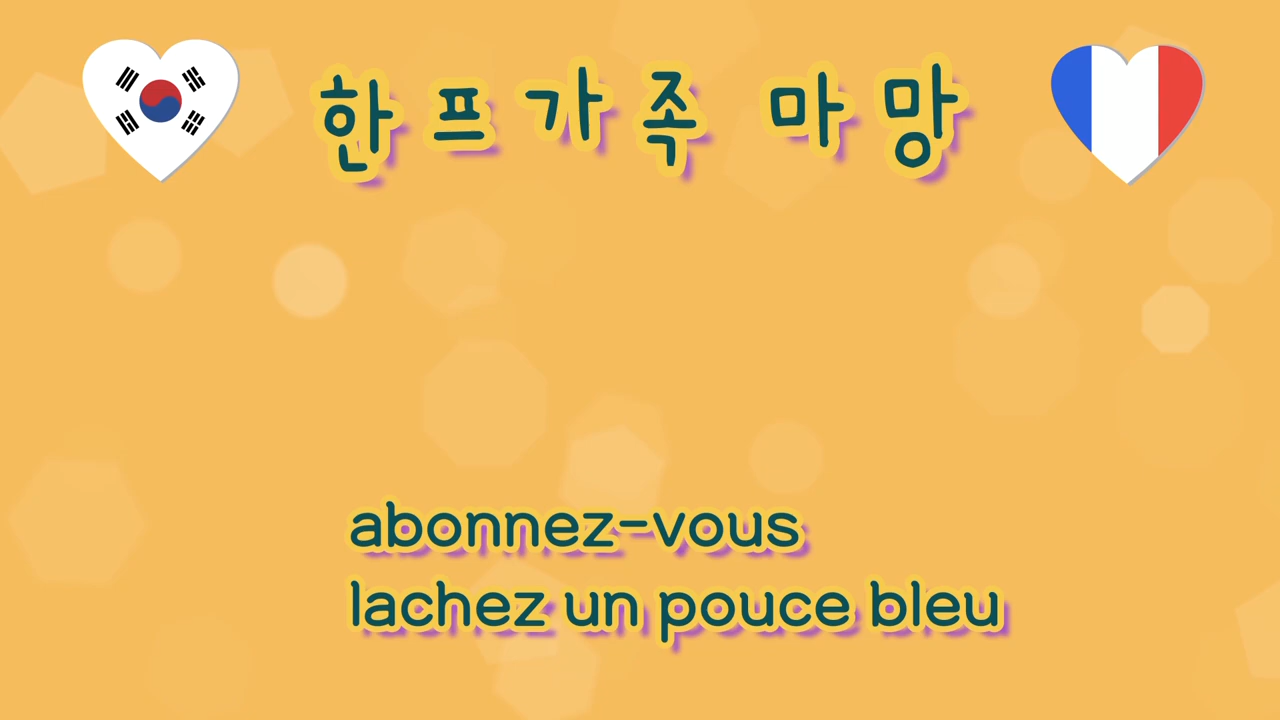 한프가족 마망
abonnez-vous
lachez un pouce bleu